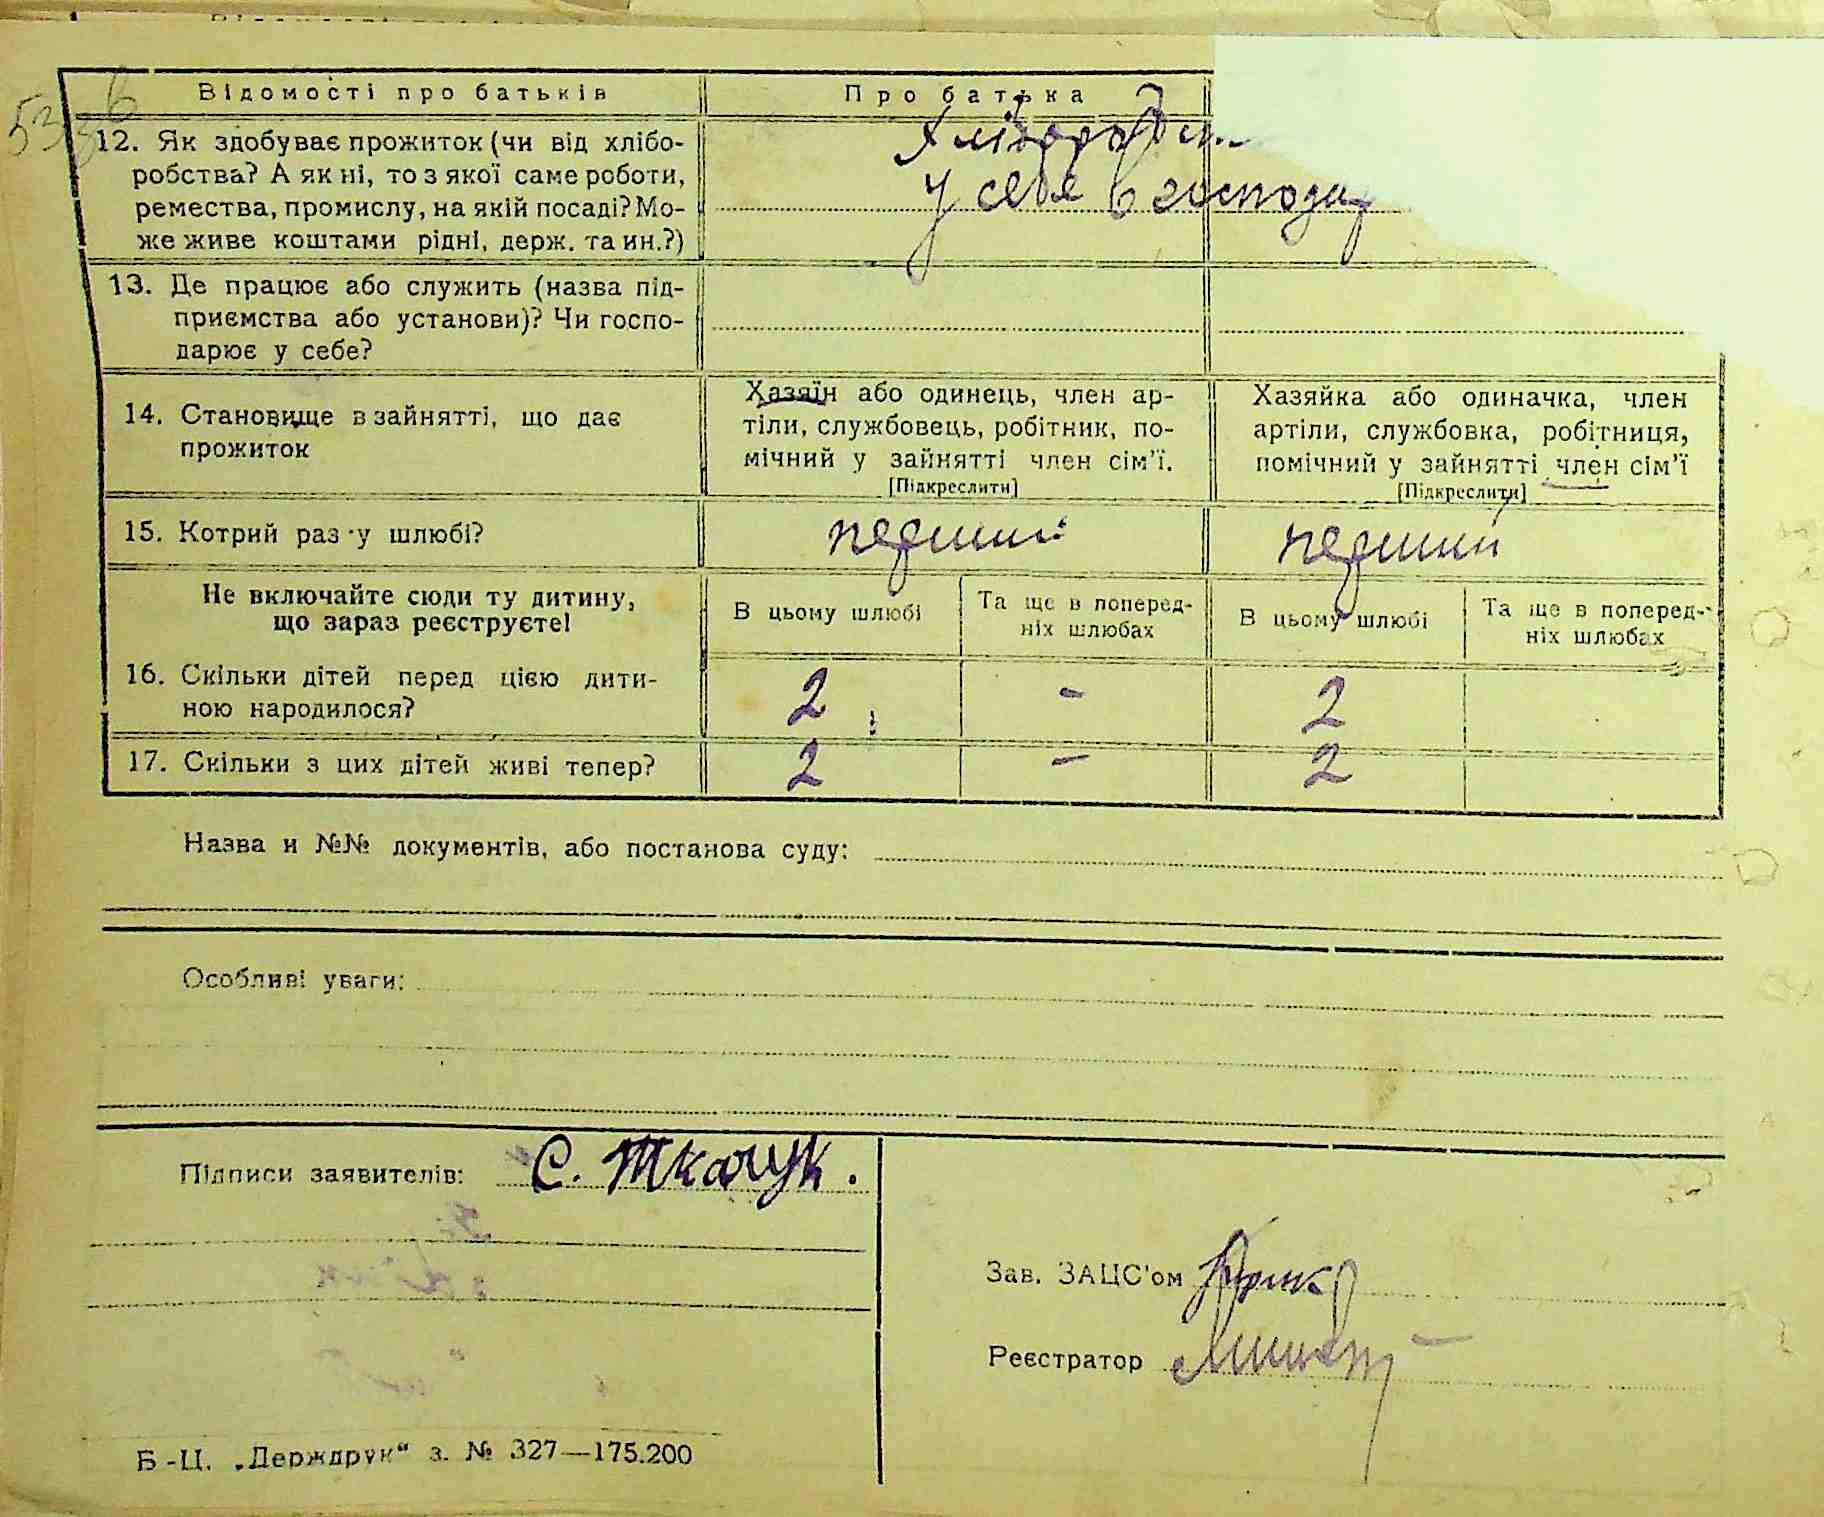 Відомості про батьків
Про батька
12. Як здобуває прожиток (чи від хлібо-
робства? А як ні, то з якої саме роботи,
ремества, промислу, на якій посаді? Мо-
же живе коштами рідні, держ. та ин.?)
у себя в господар
13. Де працює або служить (назва під-
приємства або установи)? Чи госпо-
дарює у себе?
14. Становище в зайнятті, що дає
прожиток
Хазяїн або одинець, член ар-
тіли, службовець, робітник, по-
мічний у зайнятті член сім’ї.
[Підкреслити]
Хазяйка або одиначка, член
артіли, службовка, робітниця,
помічний у зайнятті член сім’ї
[Підкреслити]
15. Котрий раз у шлюбі?
перший
перший
Не включайте сюди ту дитину,
що зараз реєструєте!
В цьому шлюбі
Та ще в поперед-
ніх шлюбах
В цьому шлюбі
Та ще в поперед-
ніх шлюбах
16. Скільки дітей перед цією дити-
ною народилося?
2
-
2
17. Скільки з цих дітей живі тепер?
2
-
2
Назва и №№ документів, або постанова суду:
Особливі уваги:
Підписи заявителів: С. Ткачук.
Зав. ЗАЦС'ом
Реєстратор
Б-Ц. „Держдрук“ з. № 327—175.200